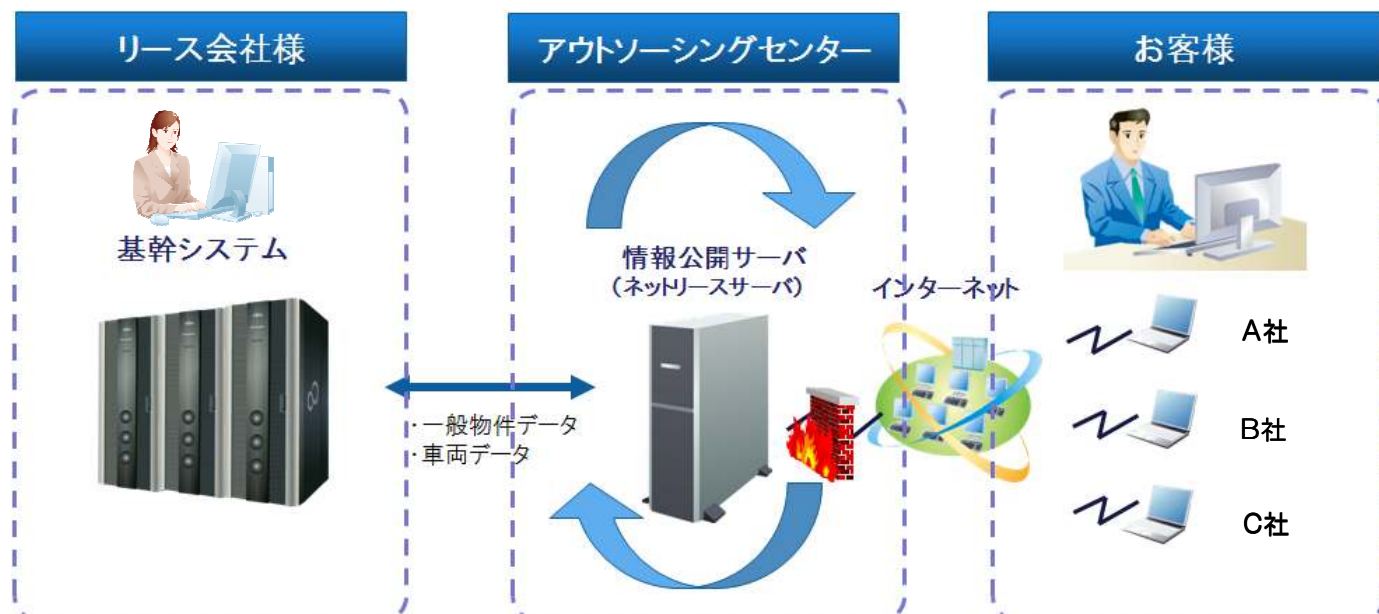 リース会社様
アウトソーシングセンター
お客様
基幹システム
・一般物件データ
・車両データ
情報公開サーバ
(ネットリースサーバ)
インターネット
A社
B社
C社